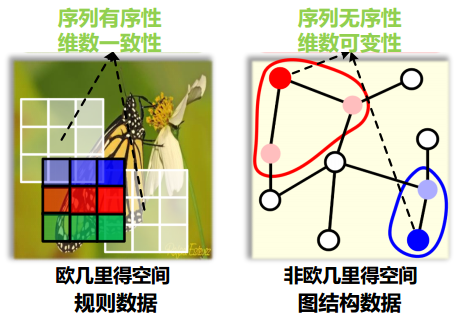 序列有序性
维数一致性
序列无序性
维数可变性
欧几里得空间
规则数据
非欧几里得空间
图结构数据